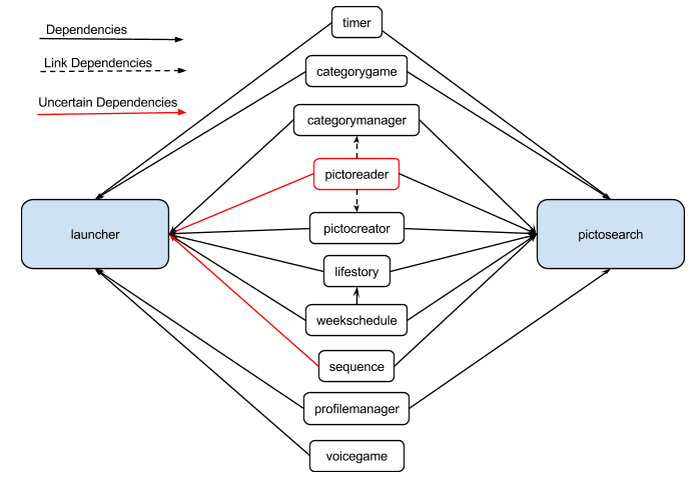 Dependencies
Link Dependencies
Uncertain Dependencies
timer
categorygame
categorymanager
pictoreader
pictocreator
launcher
pictosearch
lifestory
weekschedule
sequence
profilemanager
voicegame